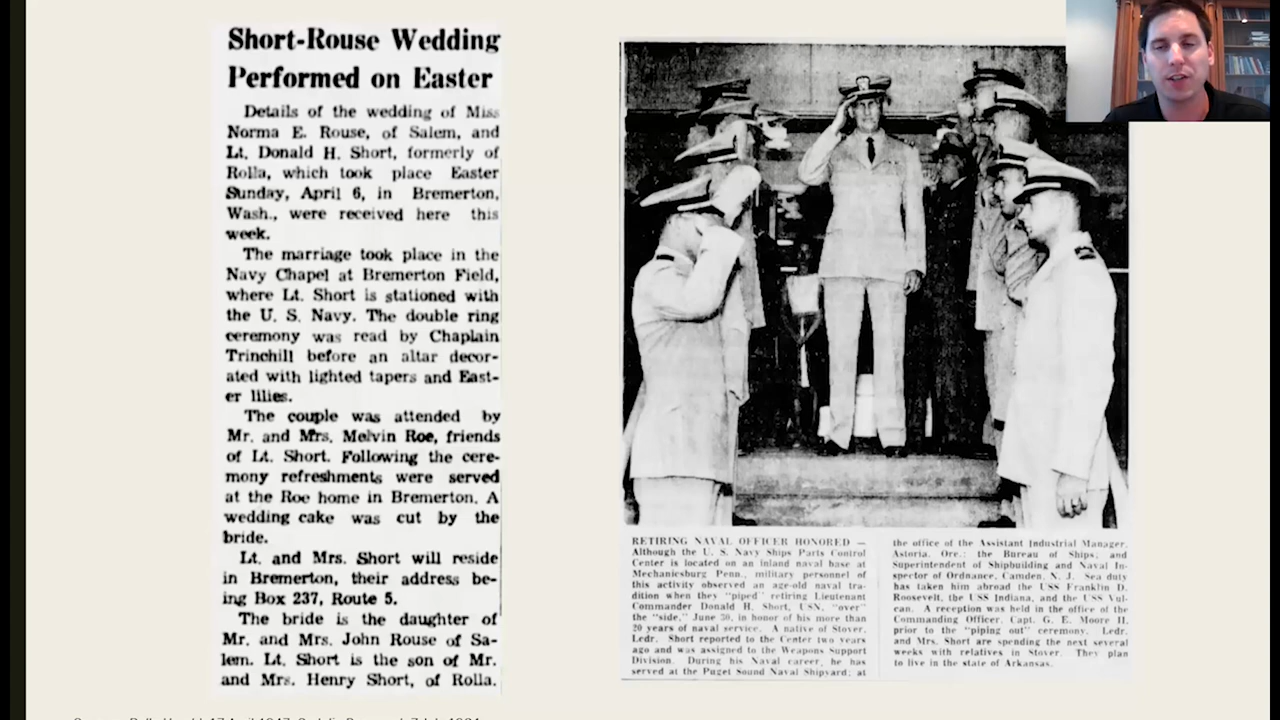 Short-Rouse Wedding
Performed on Easter
Details of the wedding of Miss
Norma E. Rouse, of Salem, and
Lt. Donald H. Short, formerly of
Rolla, which took place Easter
Sunday, April 6, in Bremerton,
Wash., were received here this
week.
The marriage took place in the
Navy Chapel at Bremerton Field,
where Lt. Short is stationed with
the U. S. Navy. The double ring
ceremony was read by Chaplain
Trinchill before an altar decor-
ated with lighted tapers and East-
er lilies.
The couple was attended by
Mr. and Mrs. Melvin Roe, friends
of Lt. Short. Following the cere-
mony refreshments were served
at the Roe home in Bremerton. A
wedding cake was cut by the
bride.
Lt. and Mrs. Short will reside
in Bremerton, their address be-
ing Box 237, Route 5.
The bride is the daughter of
Mr. and Mrs. John Rouse of Sa-
lem. Lt. Short is the son of Mr.
and Mrs. Henry Short, of Rolla.
RETIRING NAVAL OFFICER HONORED —
Although the U. S. Navy Ships Parts Control
Center is located on an inland naval base at
Mechanicsburg Penn., military personnel of
this activity observed an age-old naval tra-
dition when they "piped" retiring Lieutenant
Commander Donald H. Short, USN, "over"
the "side," June 30, in honor of his more than
20 years of naval service. A native of Stover,
Lcdr. Short reported to the Center two years
ago and was assigned to the Weapons Support
Division. During his Naval career, he has
served at the Puget Sound Naval Shipyard; at
the office of the Assistant Industrial Manager,
Astoria, Ore.; the Bureau of Ships; and
Superintendent of Shipbuilding and Naval In-
spector of Ordnance, Camden, N. J. Sea duty
has taken him abroad the USS Franklin D.
Roosevelt, the USS Indiana, and the USS Vul-
can. A reception was held in the office of the
Commanding Officer, Capt. G. E. Moore II,
prior to the "piping out" ceremony. Lcdr.
and Mrs. Short are spending the next several
weeks with relatives in Stover. They plan
to live in the state of Arkansas.